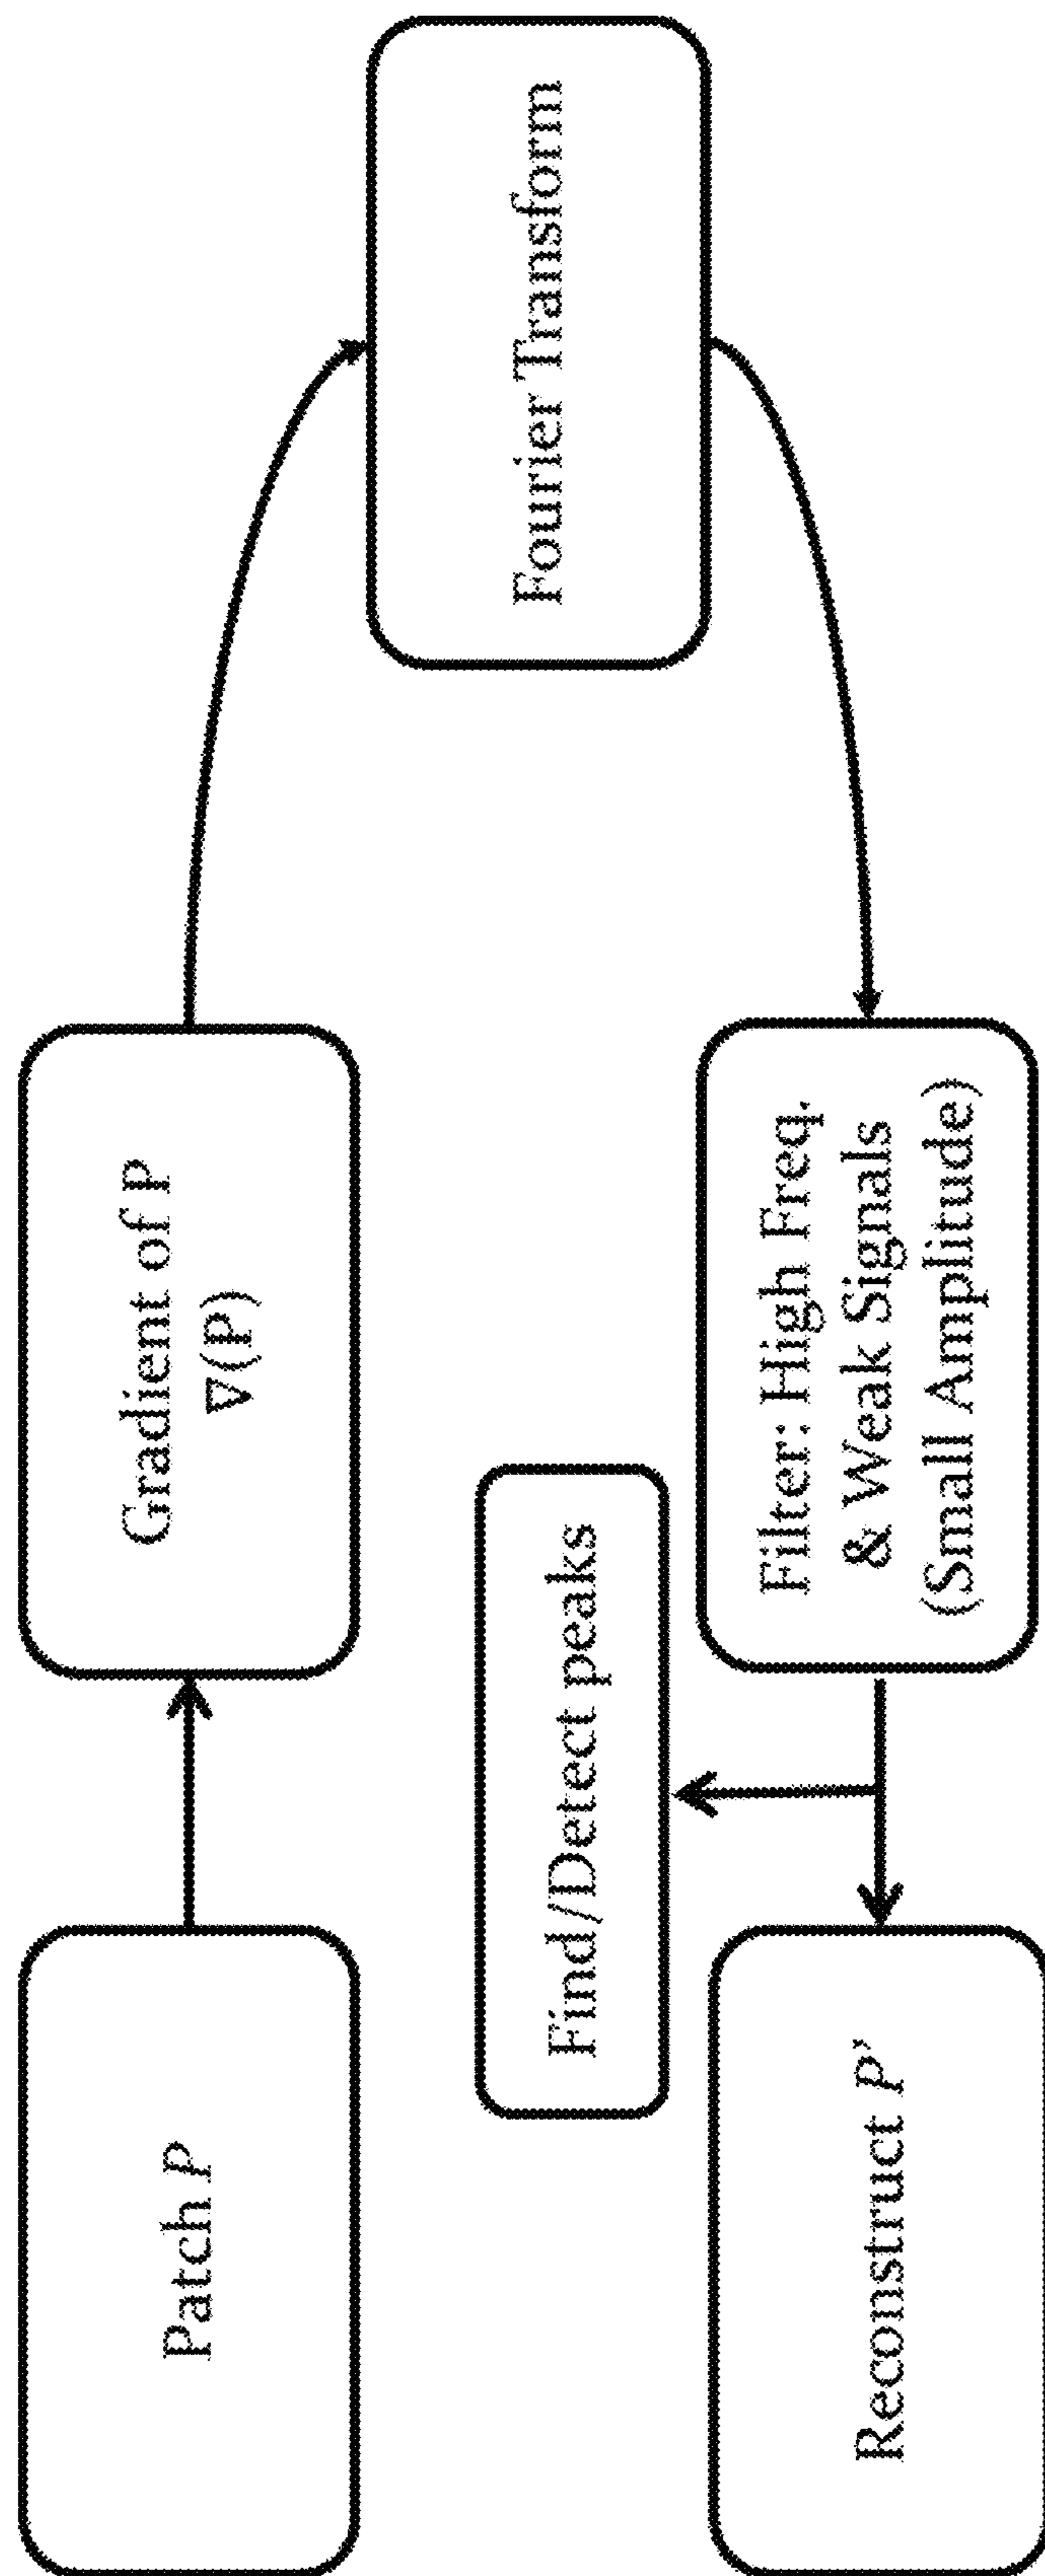 Patch P
Gradient of P
∇(P)
Fourier Transform
Filter: High Freq.
& Weak Signals
(Small Amplitude)
Find/Detect peaks
Reconstruct P’